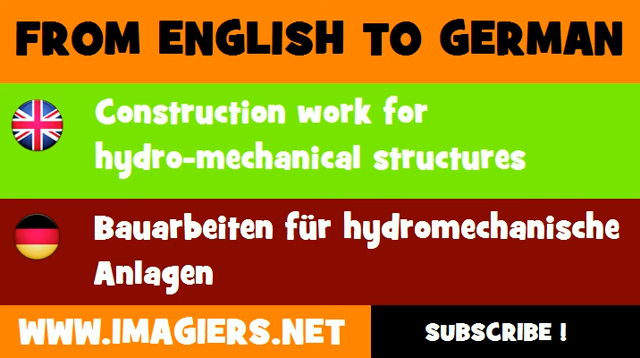 FROM ENGLISH TO GERMAN
Construction work for
hydro-mechanical structures
Bauarbeiten für hydromechanische
Anlagen
WWW.IMAGIERS.NET
SUBSCRIBE !